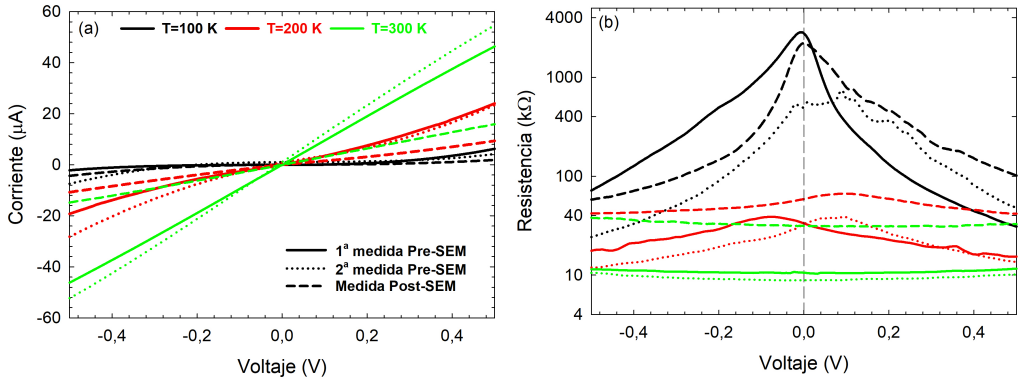 (a)
T=100 K T=200 K T=300 K
60
40
20
0
-20
-40
-60
Corriente (µA)
1ª medida Pre-SEM
2ª medida Pre-SEM
Medida Post-SEM
-0,4 -0,2 0,0 0,2 0,4
Voltaje (V)
(b)
4000
1000
400
100
40
10
4
Resistencia (kΩ)
-0,4 -0,2 0,0 0,2 0,4
Voltaje (V)